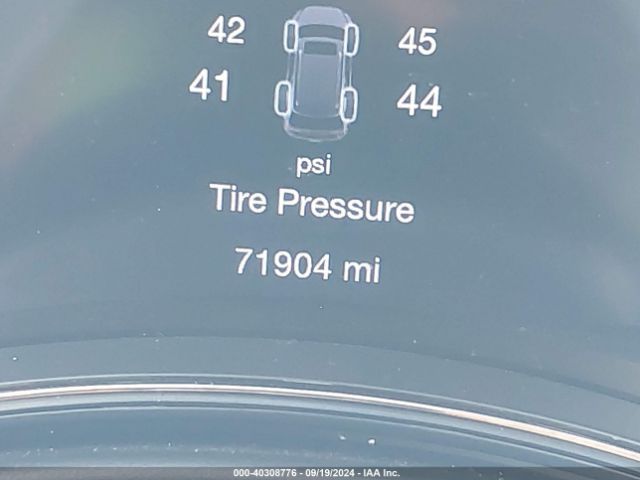 42 45
41 44
psi
Tire Pressure
71904 mi
000-40308776 - 09/19/2024 - IAA Inc.